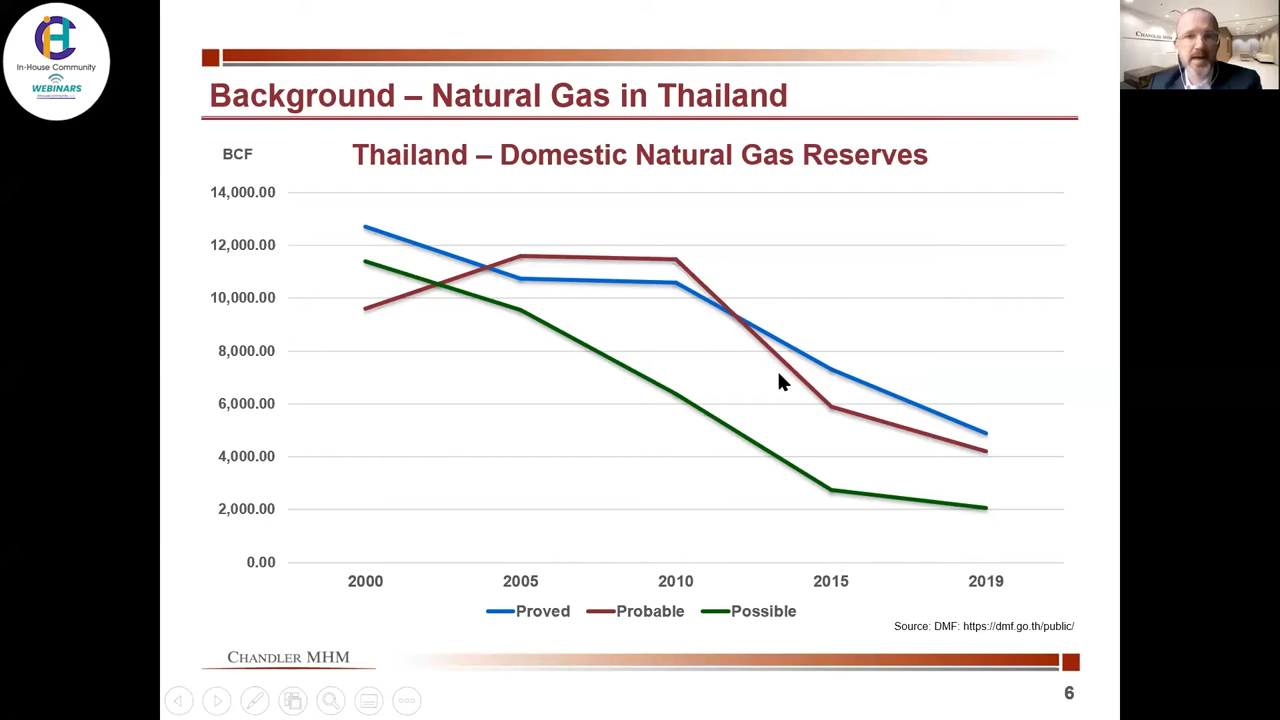 In-House Community
WEBINARS
CHANDLER MHM
Background – Natural Gas in Thailand
BCF
Thailand – Domestic Natural Gas Reserves
14,000.00
12,000.00
10,000.00
8,000.00
6,000.00
4,000.00
2,000.00
0.00
2000 2005 2010 2015 2019
Proved Probable Possible
Source: DMF: https://dmf.go.th/public/
CHANDLER MHM
6